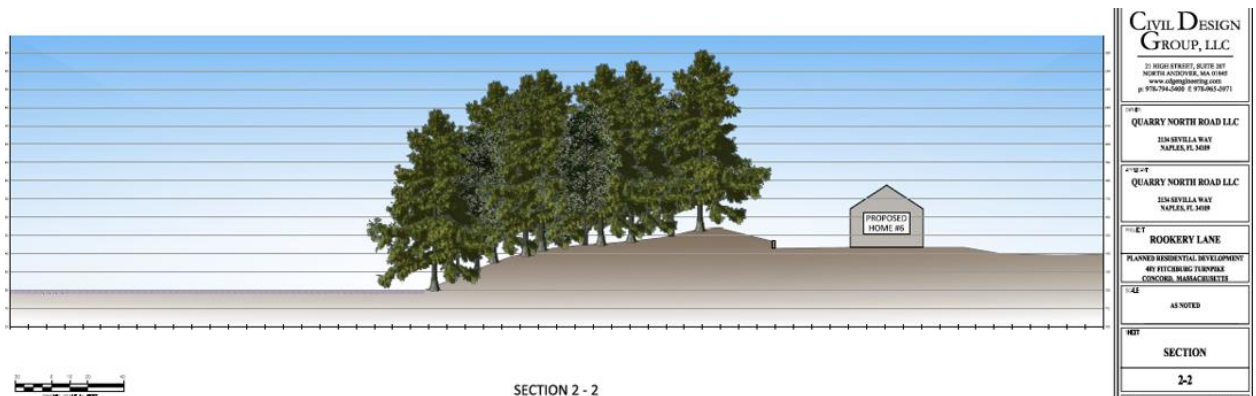 PROPOSED
HOME #6
SECTION 2 - 2
CIVIL DESIGN
GROUP, LLC
21 HIGH STREET, SUITE 207
NORTH ANDOVER, MA 01845
www.cdgengineering.com
p: 978-794-5400 f: 978-965-3971
QUARRY NORTH ROAD LLC
2134 SEVILLA WAY
NAPLES, FL 34109
QUARRY NORTH ROAD LLC
2134 SEVILLA WAY
NAPLES, FL 34109
ROOKERY LANE
PLANNED RESIDENTIAL DEVELOPMENT
FITCHBURG TURNPIKE
CONCORD, MASSACHUSETTS
AS NOTED
SECTION
2-2